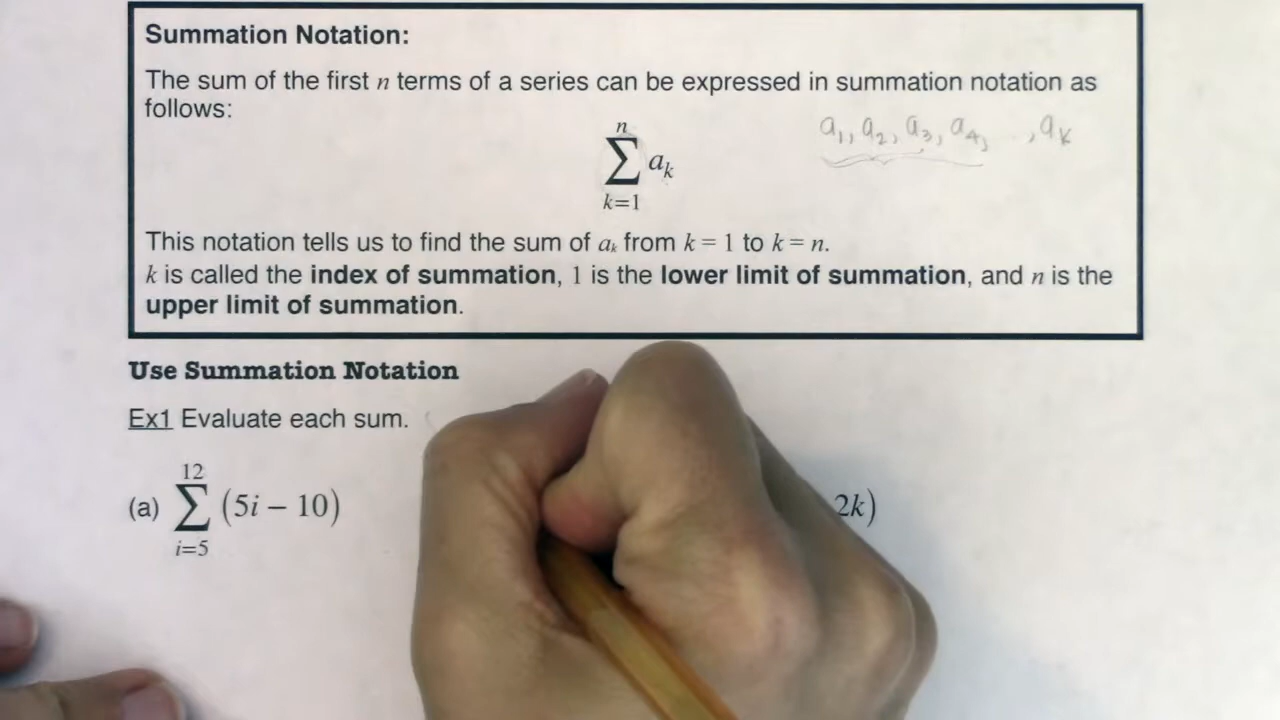 Summation Notation:
The sum of the first n terms of a series can be expressed in summation notation as
follows:
a₁, a₂, a₃, a₄, ..., aₖ
n
∑ aₖ
k=1
This notation tells us to find the sum of aₖ from k = 1 to k = n.
k is called the index of summation, 1 is the lower limit of summation, and n is the
upper limit of summation.
Use Summation Notation
Ex1 Evaluate each sum.
12
(a) ∑ (5i − 10) 2k)
i=5